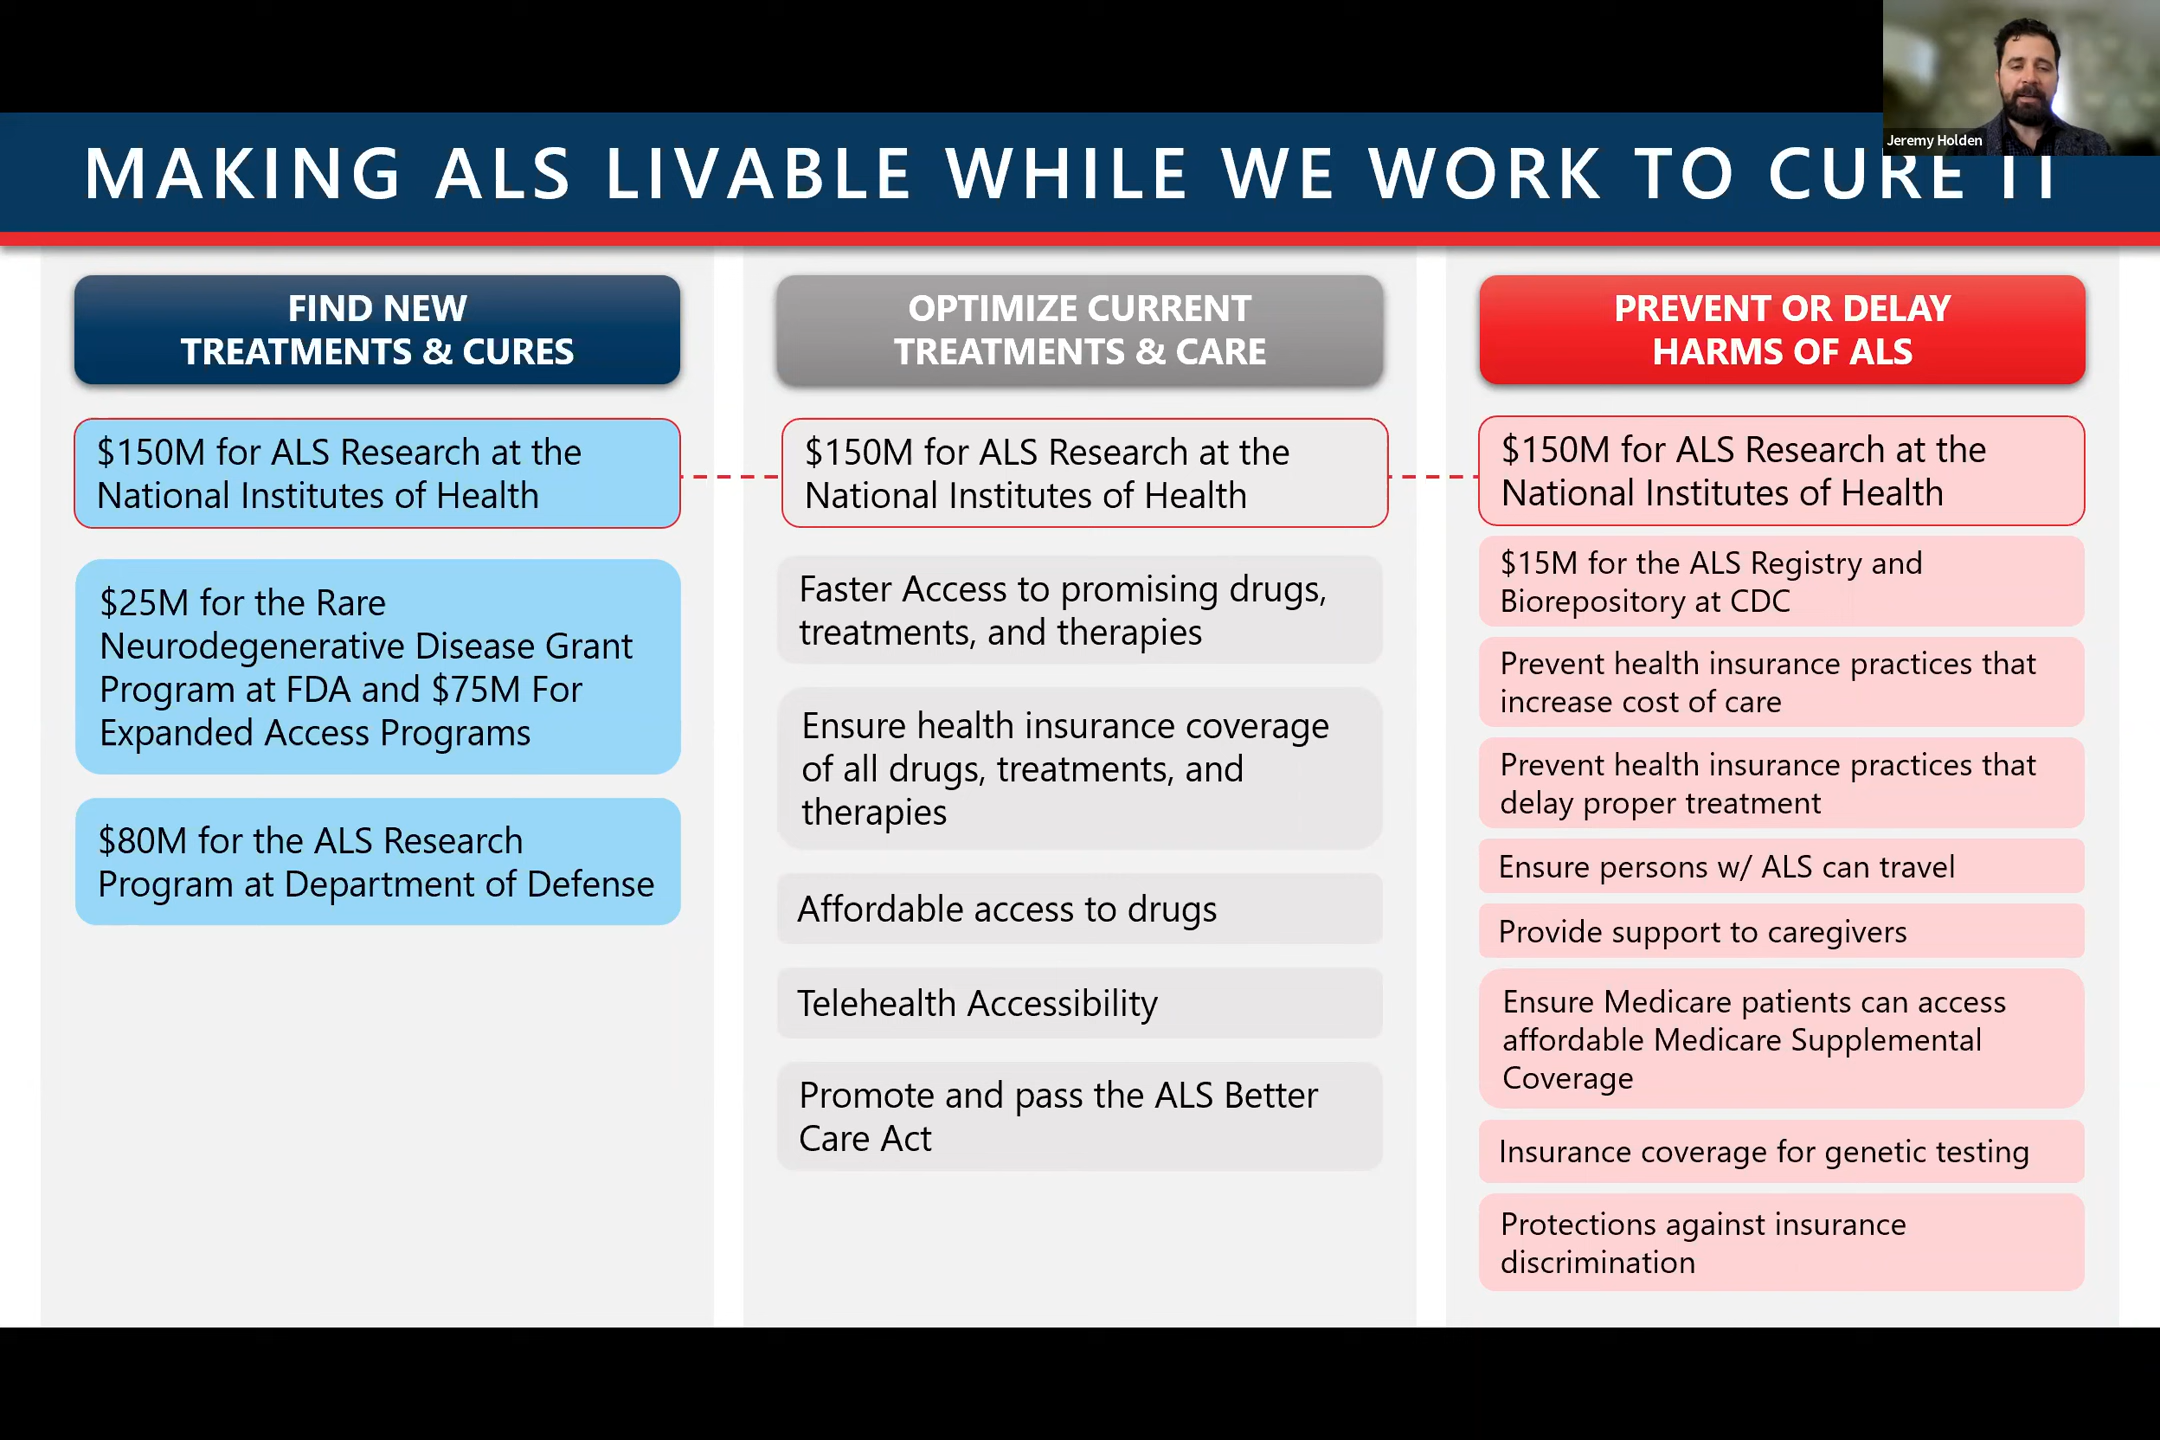 Jeremy Holden
MAKING ALS LIVABLE WHILE WE WORK TO CURE IT
FIND NEW
TREATMENTS & CURES
$150M for ALS Research at the
National Institutes of Health
$25M for the Rare
Neurodegenerative Disease Grant
Program at FDA and $75M For
Expanded Access Programs
$80M for the ALS Research
Program at Department of Defense
OPTIMIZE CURRENT
TREATMENTS & CARE
$150M for ALS Research at the
National Institutes of Health
Faster Access to promising drugs,
treatments, and therapies
Ensure health insurance coverage
of all drugs, treatments, and
therapies
Affordable access to drugs
Telehealth Accessibility
Promote and pass the ALS Better
Care Act
PREVENT OR DELAY
HARMS OF ALS
$150M for ALS Research at the
National Institutes of Health
$15M for the ALS Registry and
Biorepository at CDC
Prevent health insurance practices that
increase cost of care
Prevent health insurance practices that
delay proper treatment
Ensure persons w/ ALS can travel
Provide support to caregivers
Ensure Medicare patients can access
affordable Medicare Supplemental
Coverage
Insurance coverage for genetic testing
Protections against insurance
discrimination